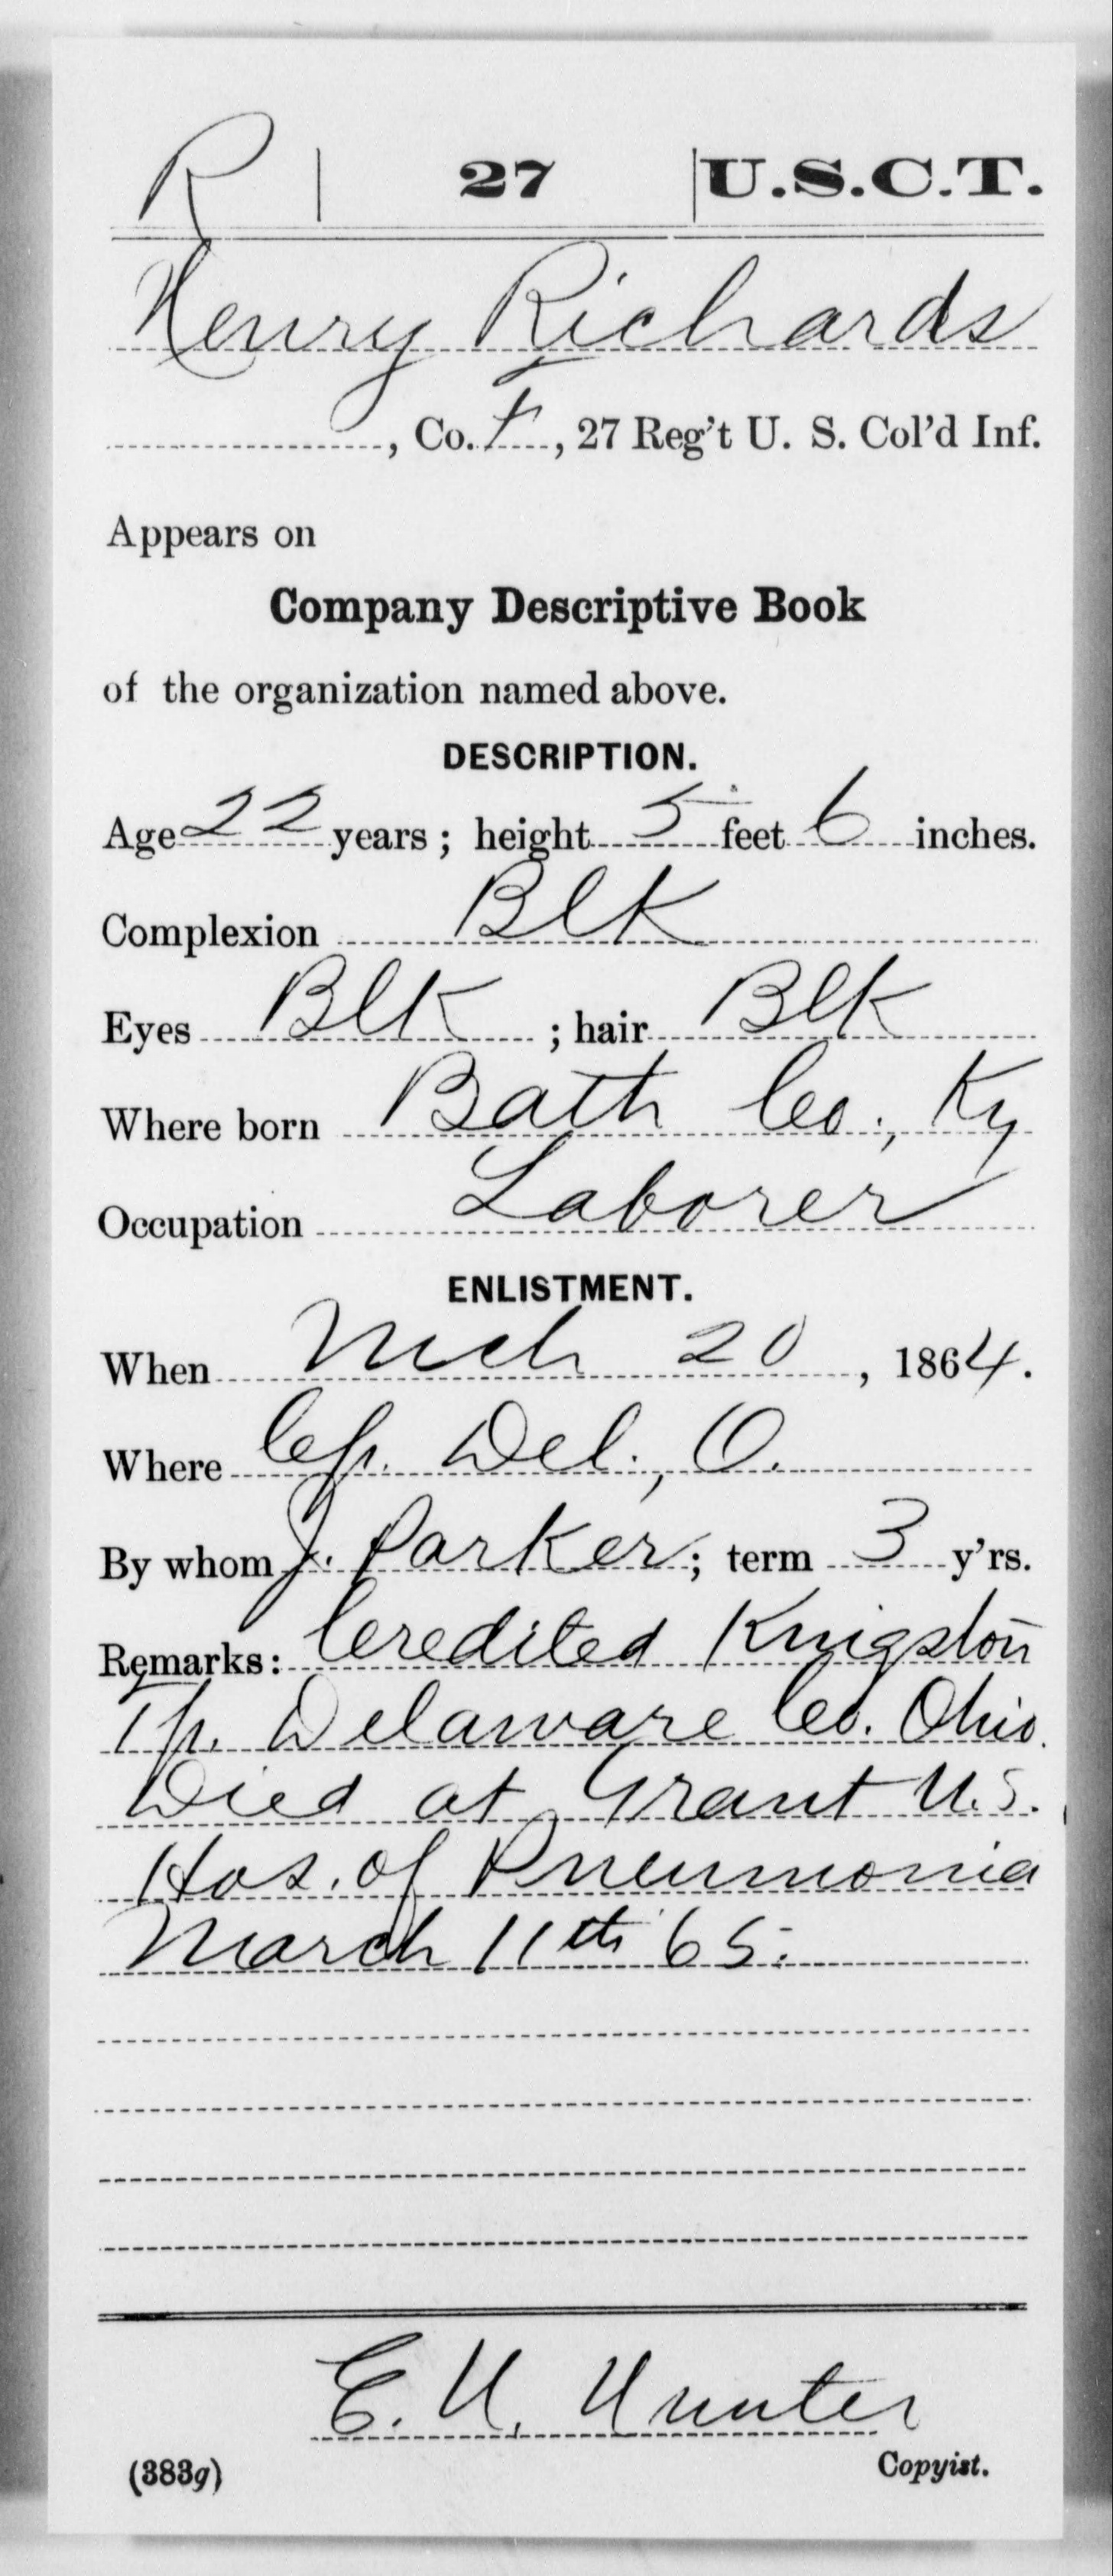 R | 27 | U.S.C.T.
Henry Richards
, Co. F, 27 Reg't U. S. Col'd Inf.
Appears on
Company Descriptive Book
of the organization named above.
DESCRIPTION.
Age 22 years; height 5 feet 6 inches.
Complexion Blk
Eyes Blk; hair Blk
Where born Bath Co., Ky
Occupation Laborer
ENLISTMENT.
When Mch 20, 1864.
Where Cp. Del., O.
By whom J. Parker; term 3 y'rs.
Remarks: Credited Kingston
Tp. Delaware Co. Ohio.
Died at Grant U.S.
Hos. of Pneumonia
March 11th 65.
Hunter
(383g) Copyist.